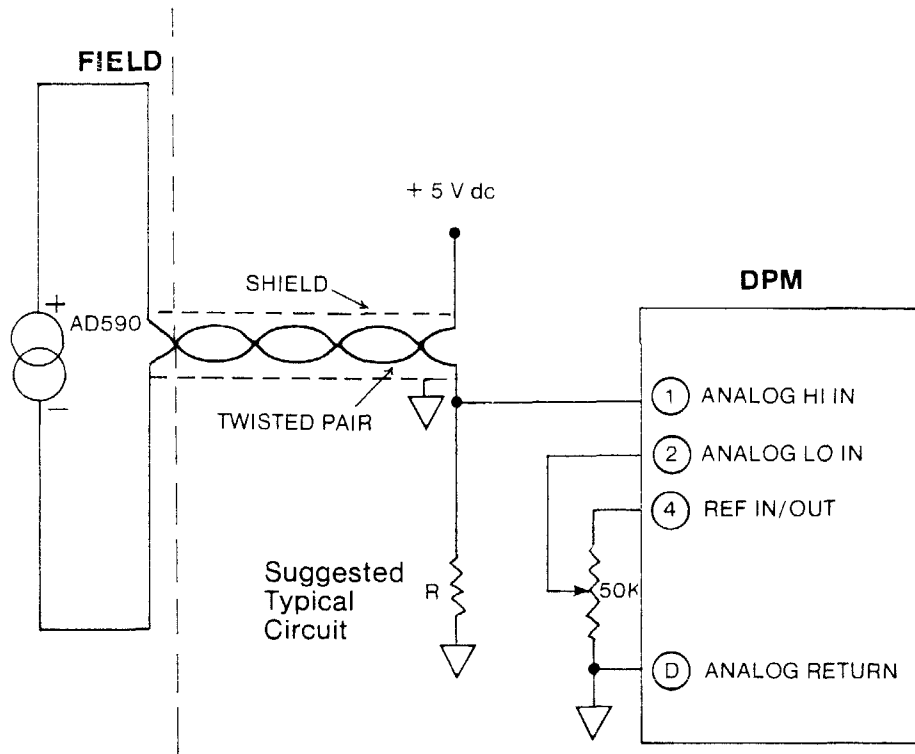 FIELD
+ 5 V dc
SHIELD
DPM
+
AD590
−
TWISTED PAIR
1 ANALOG HI IN
2 ANALOG LO IN
4 REF IN/OUT
Suggested
Typical
Circuit
R
50K
D ANALOG RETURN